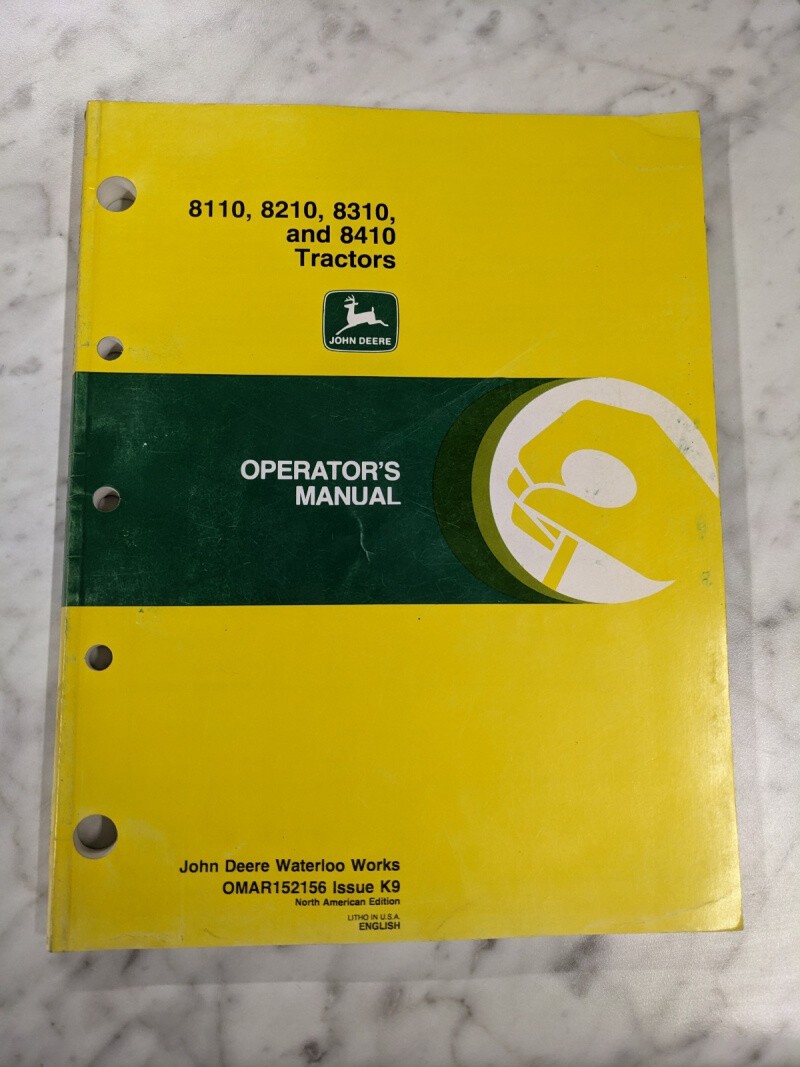 8110, 8210, 8310,
and 8410
Tractors
JOHN DEERE
OPERATOR'S
MANUAL
John Deere Waterloo Works
OMAR152156 Issue K9
North American Edition
LITHO IN U.S.A.
ENGLISH